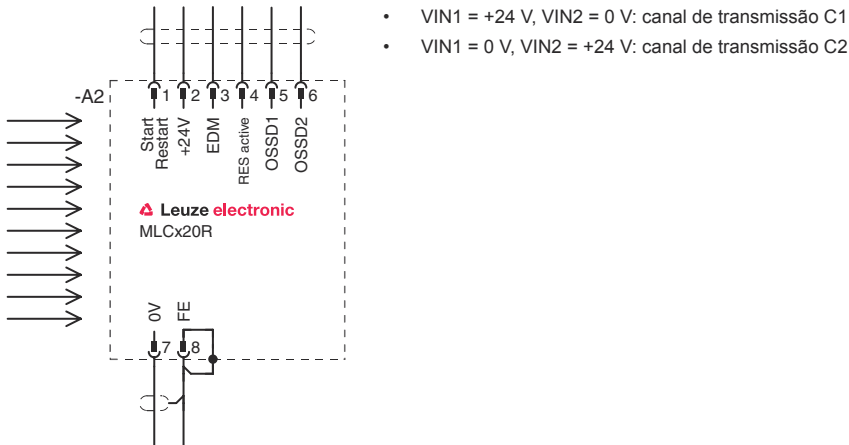 • VIN1 = +24 V, VIN2 = 0 V: canal de transmissão C1
• VIN1 = 0 V, VIN2 = +24 V: canal de transmissão C2
-A2
1 2 3 4 5 6
Start
Restart
+24V
EDM
RES active
OSSD1
OSSD2
Leuze electronic
MLCx20R
0V
FE
7 8